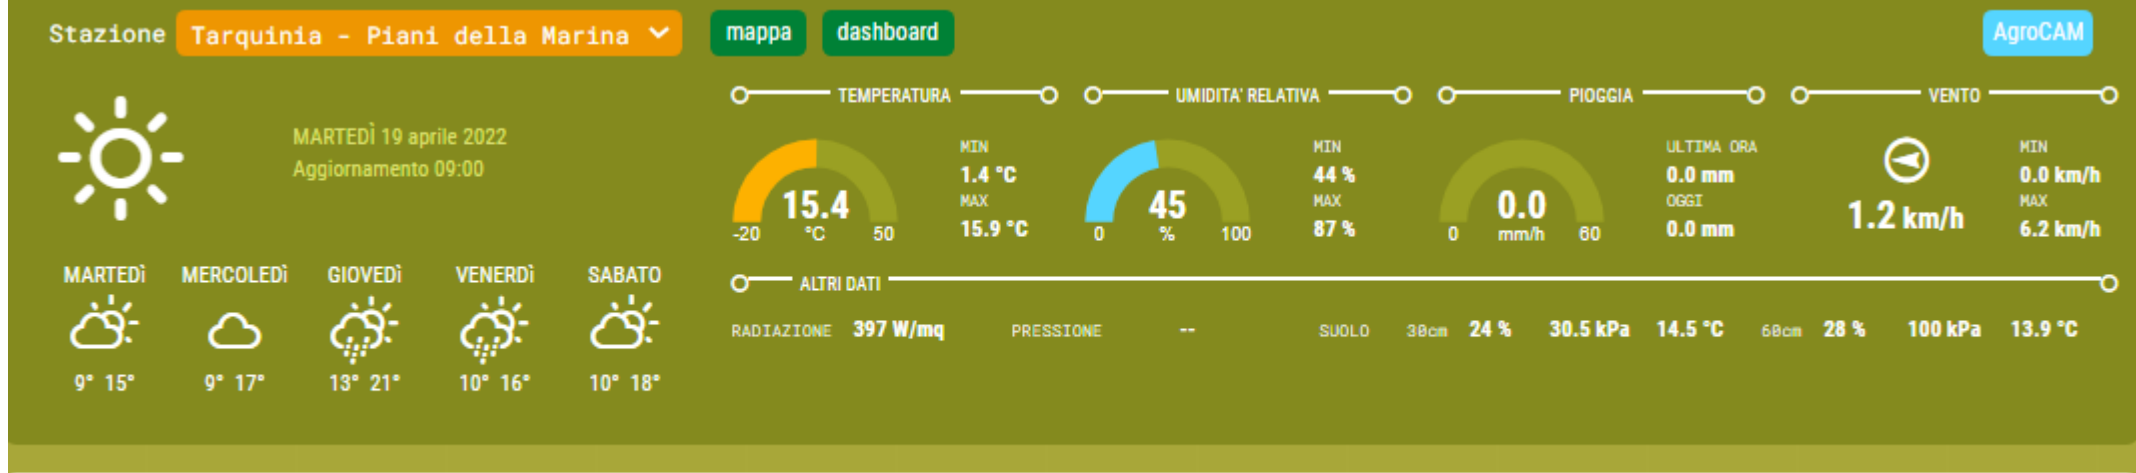 Stazione Tarquinia - Piani della Marina mappa dashboard AgroCAM
MARTEDÌ 19 aprile 2022
Aggiornamento 09:00
MARTEDì MERCOLEDì GIOVEDì VENERDì SABATO
9° 15° 9° 17° 13° 21° 10° 16° 10° 18°
TEMPERATURA
15.4
-20 °C 50
MIN
1.4 °C
MAX
15.9 °C
UMIDITA' RELATIVA
45
0 % 100
MIN
44 %
MAX
87 %
PIOGGIA
0.0
0 mm/h 60
ULTIMA ORA
0.0 mm
OGGI
0.0 mm
VENTO
1.2 km/h
MIN
0.0 km/h
MAX
6.2 km/h
ALTRI DATI
RADIAZIONE 397 W/mq PRESSIONE -- SUOLO 30cm 24 % 30.5 kPa 14.5 °C 60cm 28 % 100 kPa 13.9 °C